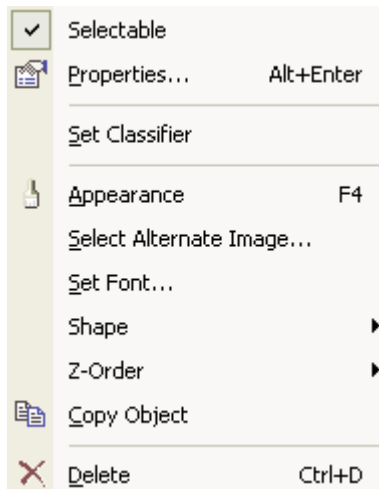 Selectable
Properties... Alt+Enter
Set Classifier
Appearance F4
Select Alternate Image...
Set Font...
Shape
Z-Order
Copy Object
Delete Ctrl+D